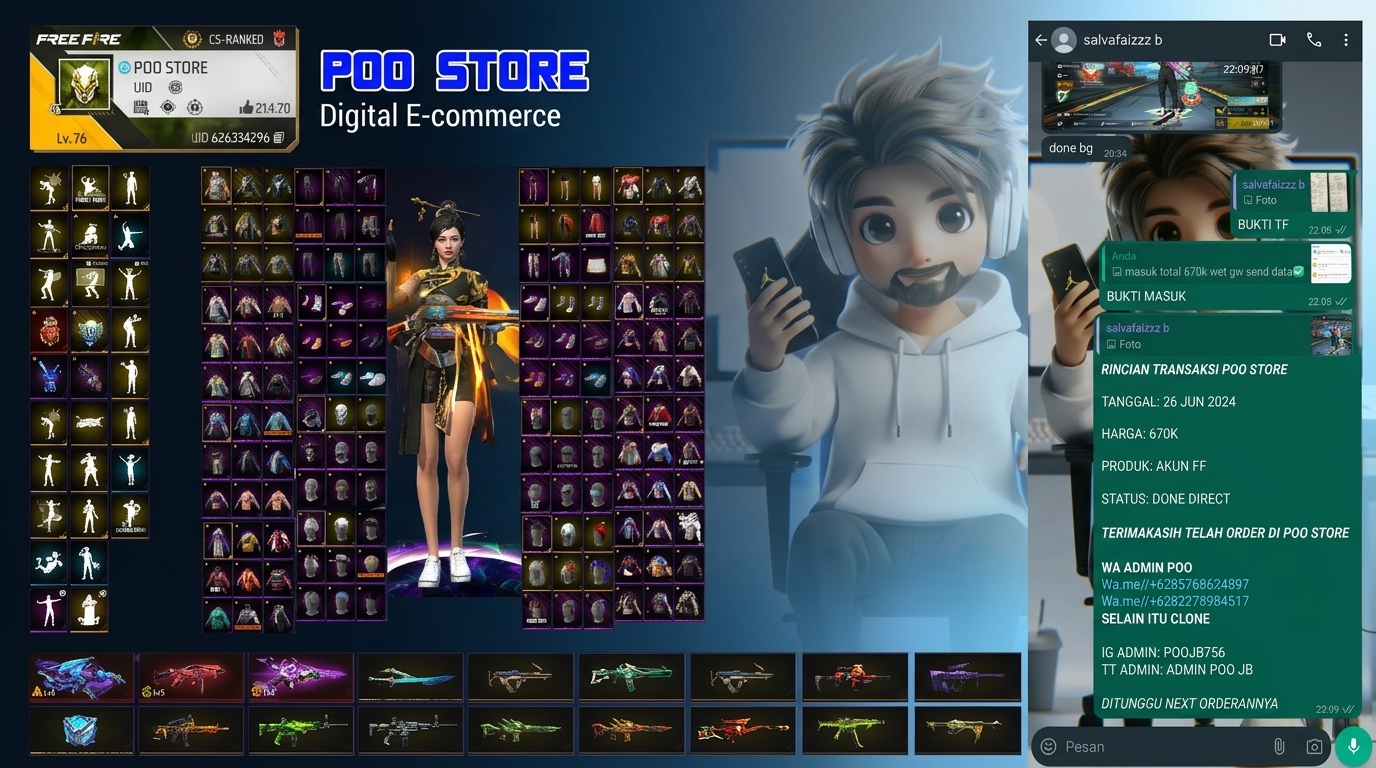 FREE FIRE
CS-RANKED
POO STORE
UID
21.4.70
Lv.76
UID 626334296
POO STORE
Digital E-commerce
salvafaizzz b
done bg 20:34
salvafaizzz b
Foto
BUKTI TF
22.08
Anda
masuk total 670k wet gw send data
BUKTI MASUK
22.08
salvafaizzz b
Foto
RINCIAN TRANSAKSI POO STORE
TANGGAL: 26 JUN 2024
HARGA: 670K
PRODUK: AKUN FF
STATUS: DONE DIRECT
TERIMAKASIH TELAH ORDER DI POO STORE
WA ADMIN POO
Wa.me//+6285768624897
Wa.me//+6282278984517
SELAIN ITU CLONE
IG ADMIN: POOJB756
TT ADMIN: ADMIN POO JB
DITUNGGU NEXT ORDERANNYA
22:09
Pesan